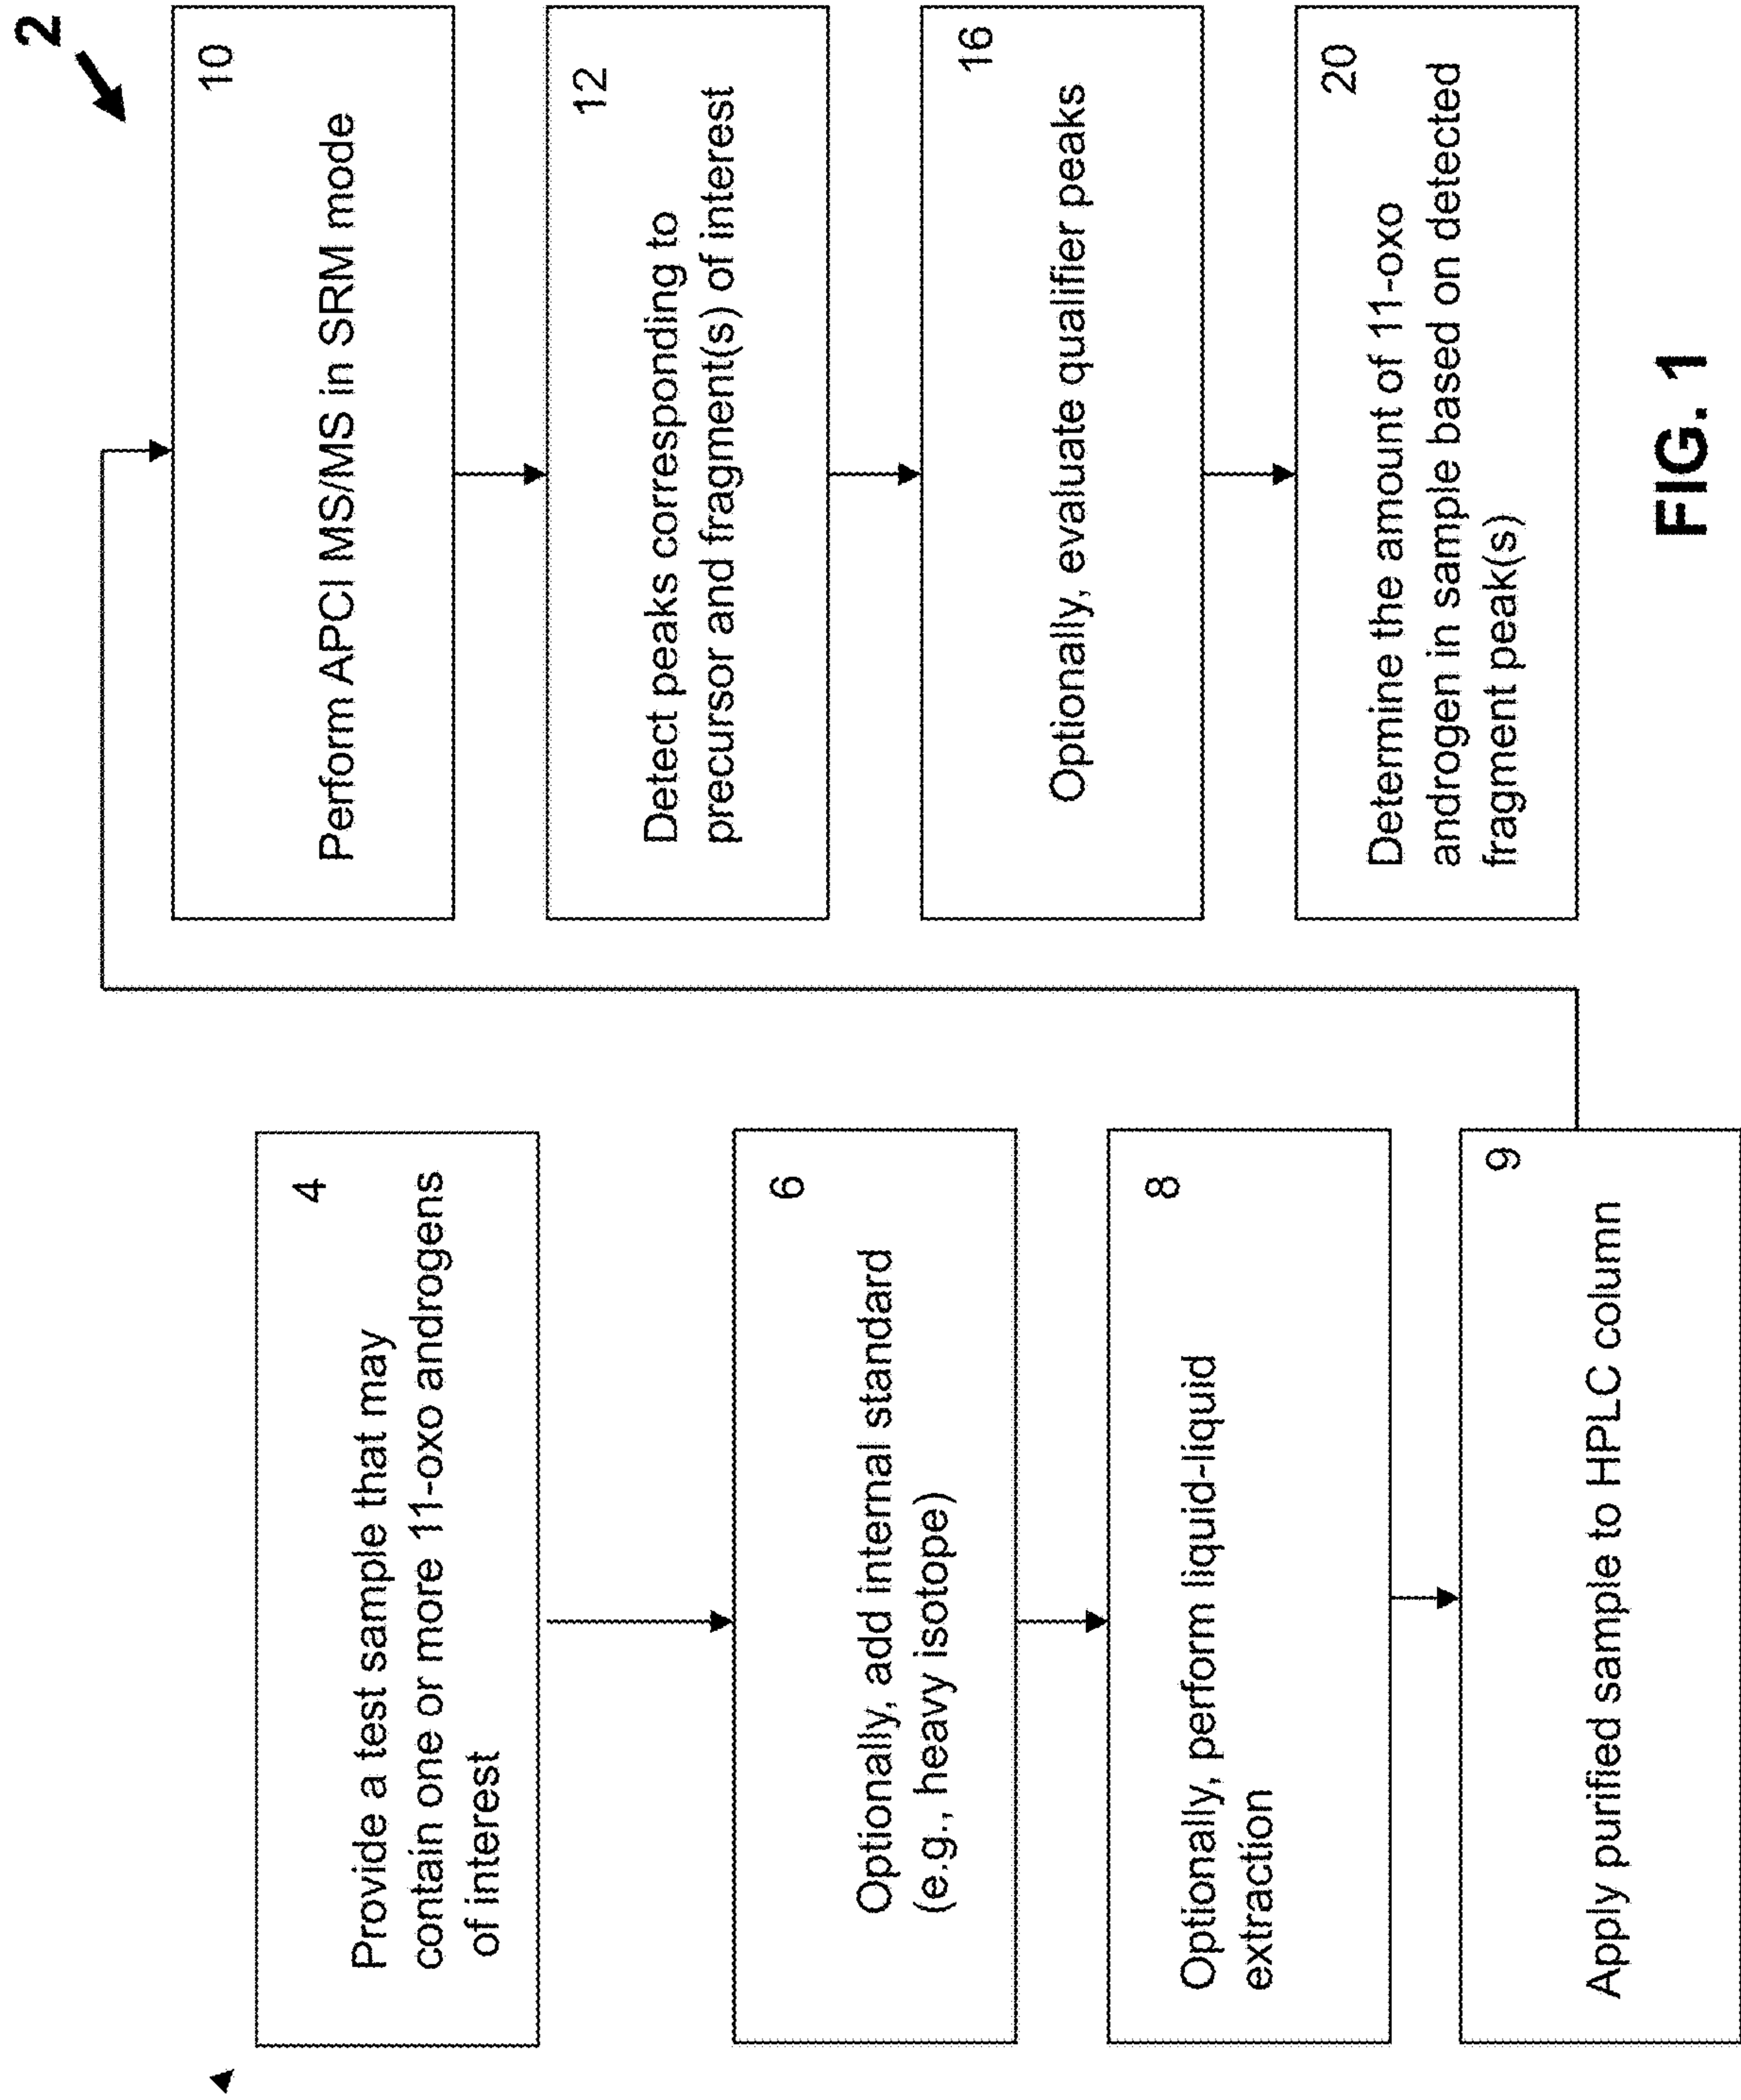 2
4
Provide a test sample that may
contain one or more 11-oxo androgens
of interest
6
Optionally, add internal standard
(e.g., heavy isotope)
8
Optionally, perform liquid-liquid
extraction
9
Apply purified sample to HPLC column
10
Perform APCI MS/MS in SRM mode
12
Detect peaks corresponding to
precursor and fragment(s) of interest
16
Optionally, evaluate qualifier peaks
20
Determine the amount of 11-oxo
androgen in sample based on detected
fragment peak(s)
FIG. 1